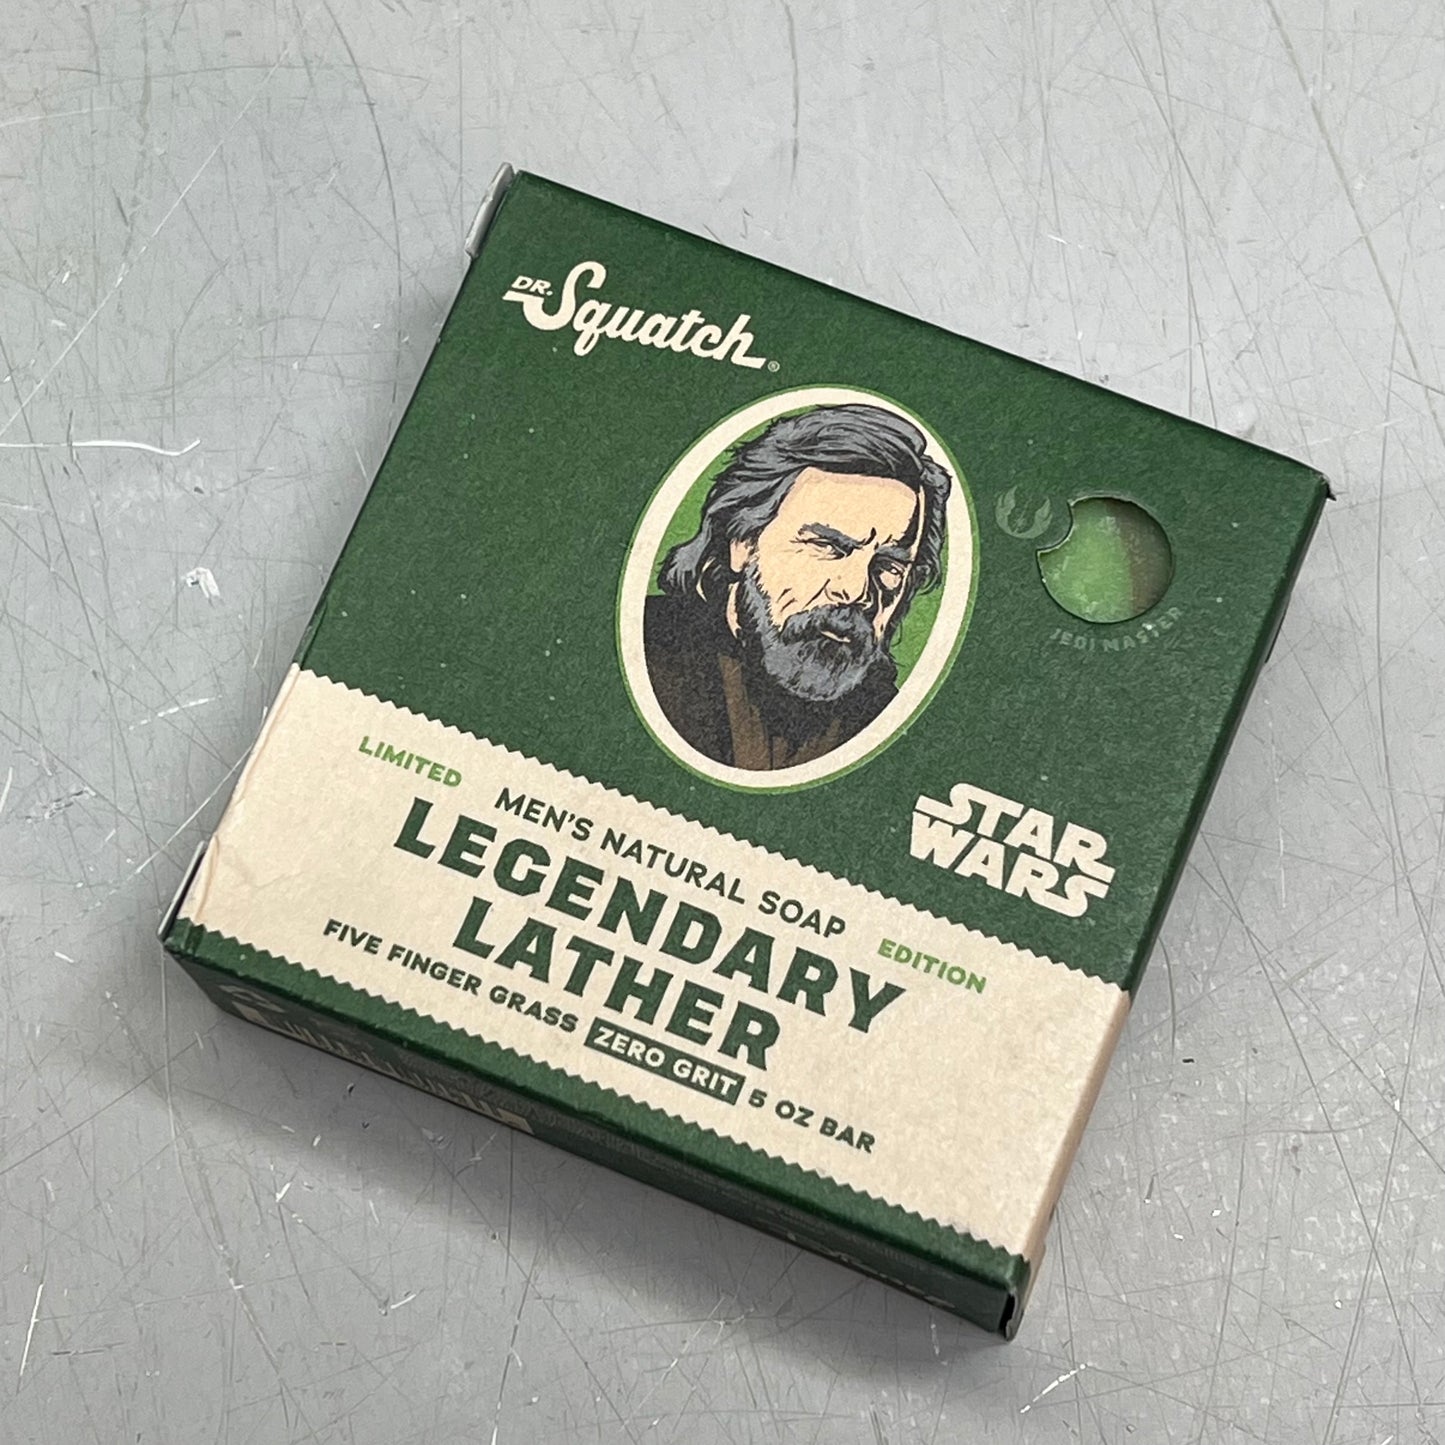 DR. Squatch®
JEDI MASTER
STAR
WARS
LIMITED
EDITION
MEN'S NATURAL SOAP
LEGENDARY
LATHER
FIVE FINGER GRASS ZERO GRIT 5 OZ BAR